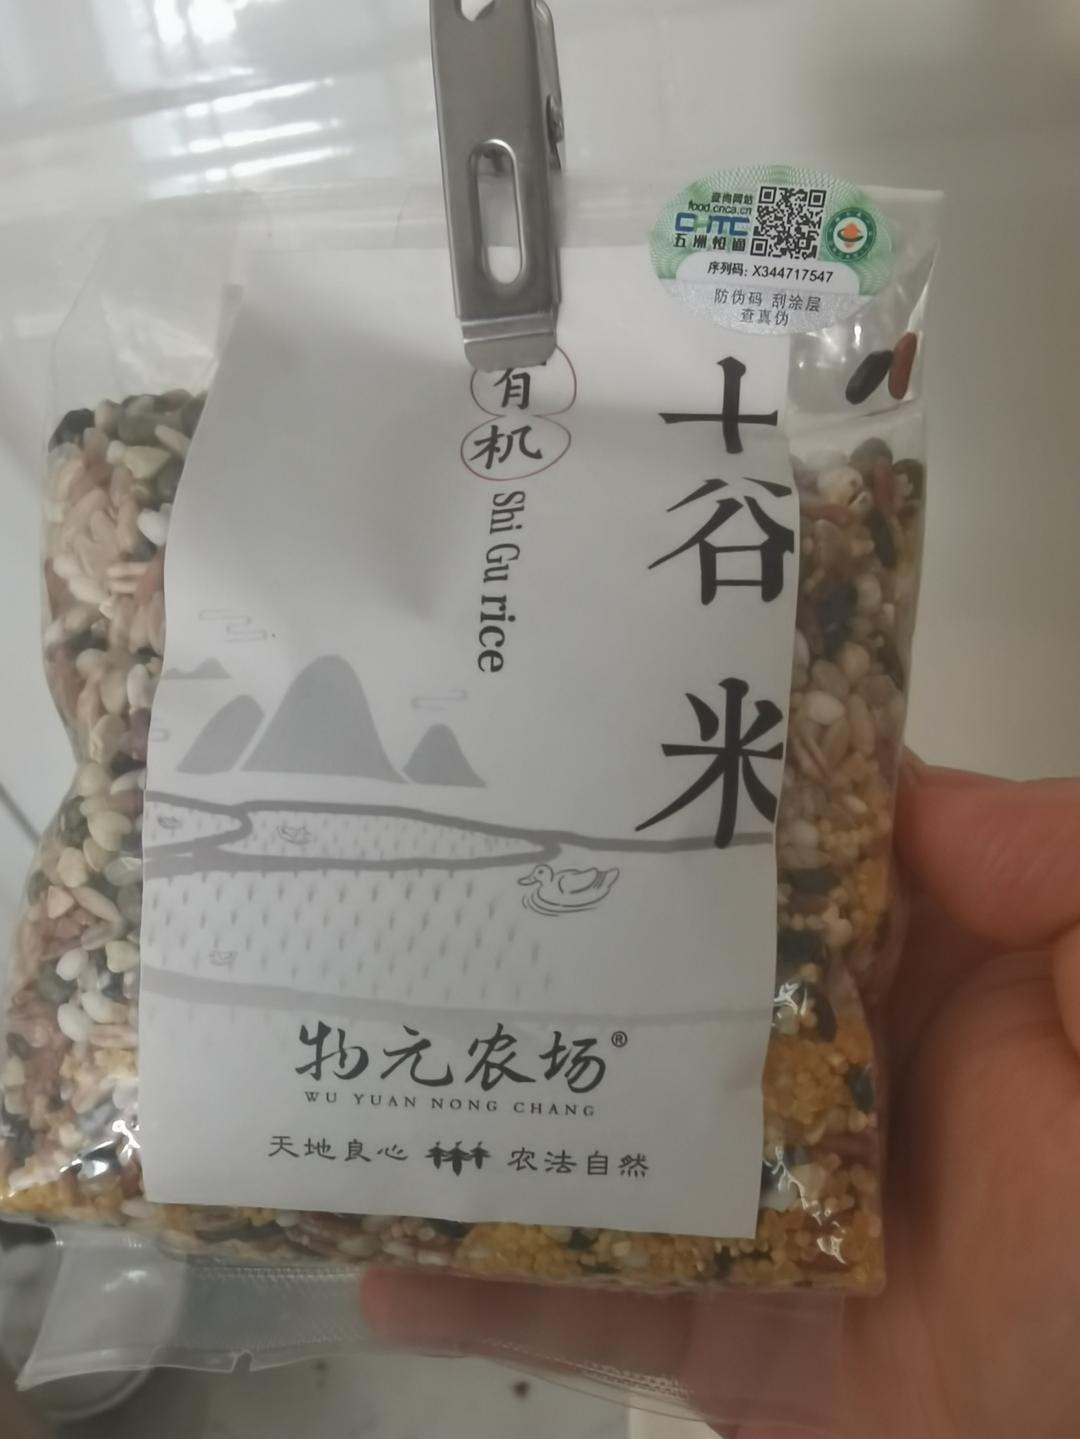 查询网站
food.cnca.cn
CHTC
五洲恒通
序列码：X344717547
防伪码 刮涂层
查真伪
十谷米
有机
Shi Gu rice
物元农场®
WU YUAN NONG CHANG
天地良心 农法自然